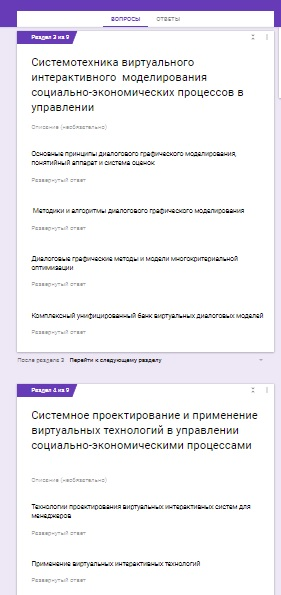 ВОПРОСЫ ОТВЕТЫ
Раздел 3 из 9
Системотехника виртуального
интерактивного моделирования
социально-экономических процессов в
управлении
Описание (необязательно)
Основные принципы диалогового графического моделирования,
понятийный аппарат и система оценок
Развернутый ответ
Методики и алгоритмы диалогового графического моделирования
Развернутый ответ
Диалоговые графические методы и модели многокритериальной
оптимизации
Развернутый ответ
Комплексный унифицированный банк виртуальных диалоговых моделей
Развернутый ответ
После раздела 3 Перейти к следующему разделу
Раздел 4 из 9
Системное проектирование и применение
виртуальных технологий в управлении
социально-экономическими процессами
Описание (необязательно)
Технологии проектирования виртуальных интерактивных систем для
менеджеров
Развернутый ответ
Применение виртуальных интерактивных технологий
Развернутый ответ